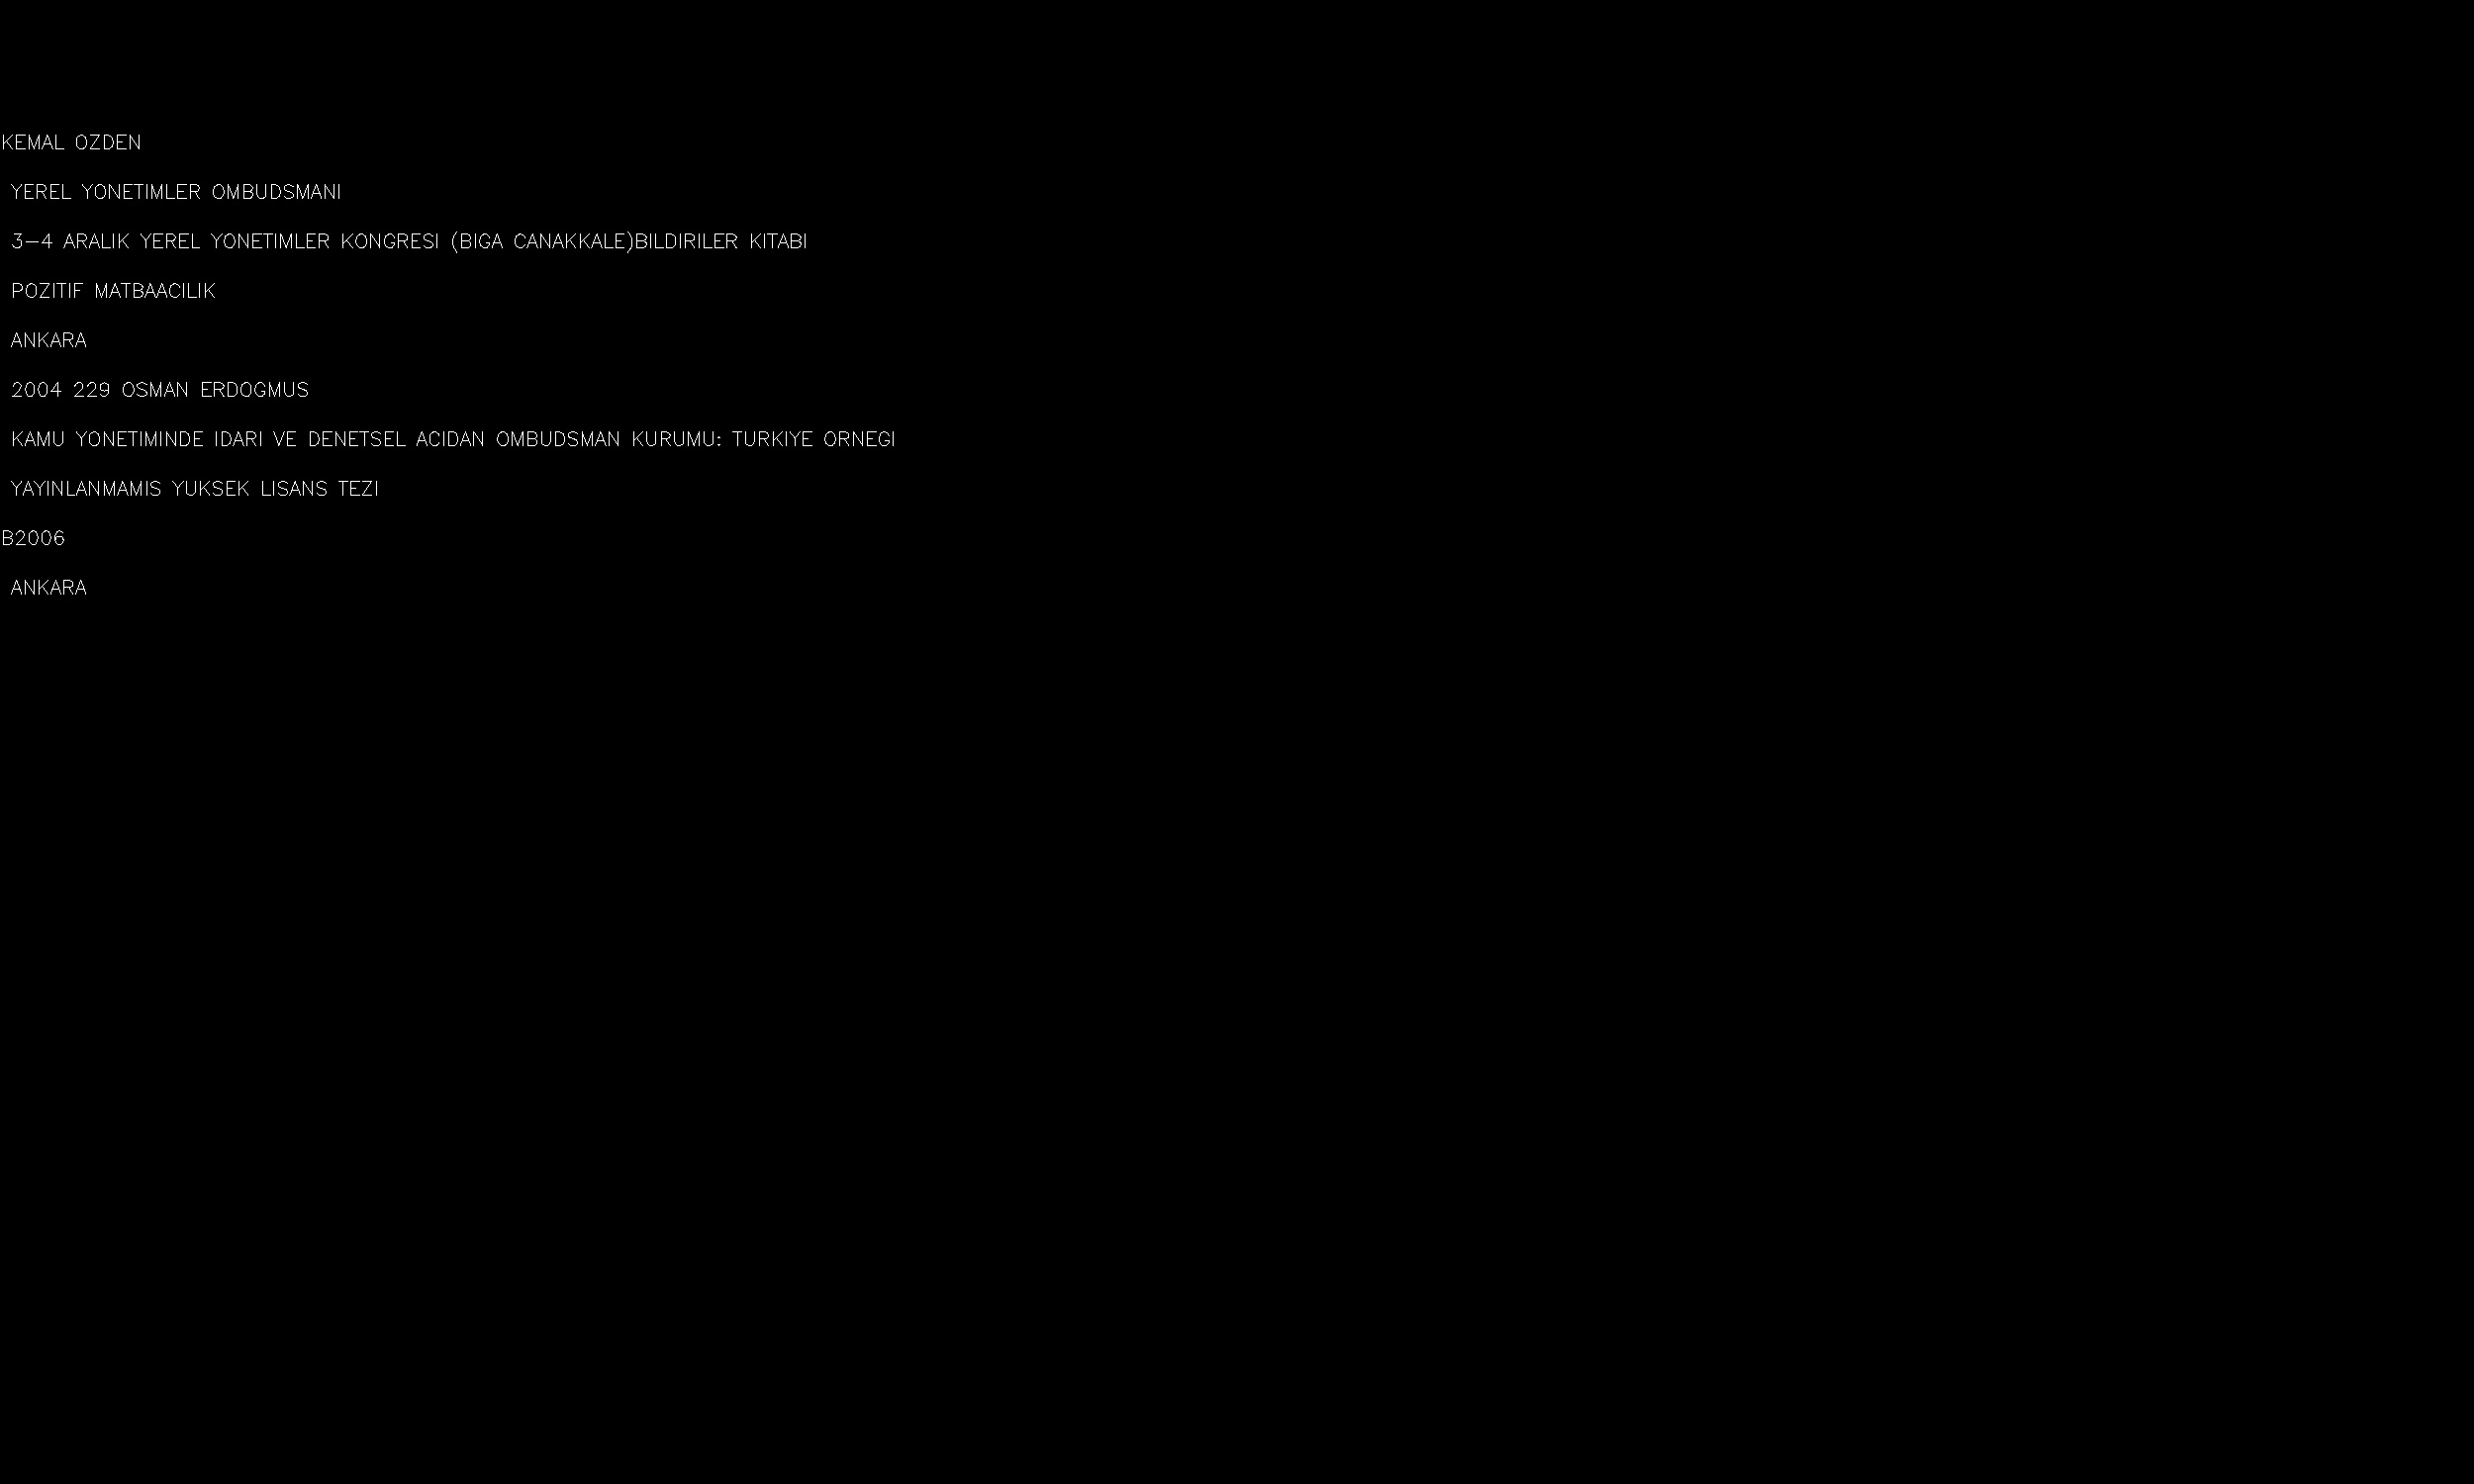 KEMAL OZDEN
YEREL YONETIMLER OMBUDSMANI
3-4 ARALIK YEREL YONETIMLER KONGRESI (BIGA CANAKKALE)BILDIRILER KITABI
POZITIF MATBAACILIK
ANKARA
2004 229 OSMAN ERDOGMUS
KAMU YONETIMINDE IDARI VE DENETSEL ACIDAN OMBUDSMAN KURUMU: TURKIYE ORNEGI
YAYINLANMAMIS YUKSEK LISANS TEZI
B2006
ANKARA